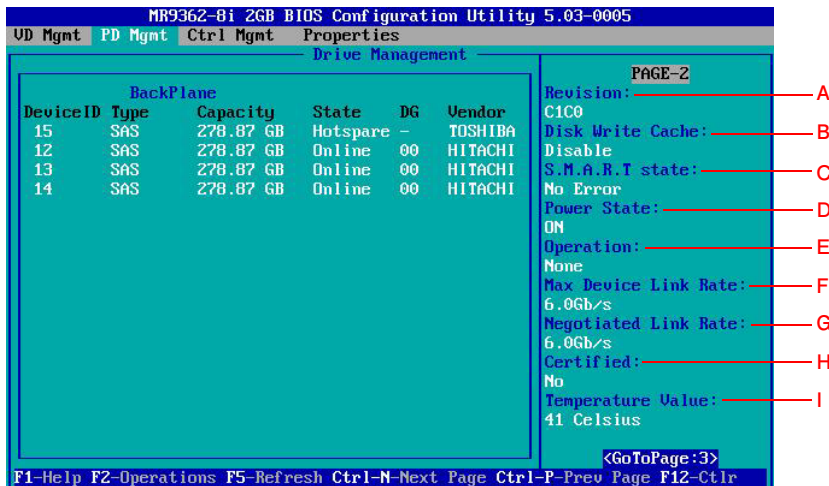 MR9362-8i 2GB BIOS Configuration Utility 5.03-0005
VD Mgmt PD Mgmt Ctrl Mgmt Properties
Drive Management
BackPlane
DeviceID Type Capacity State DG Vendor
15 SAS 278.87 GB Hotspare - TOSHIBA
12 SAS 278.87 GB Online 00 HITACHI
13 SAS 278.87 GB Online 00 HITACHI
14 SAS 278.87 GB Online 00 HITACHI
PAGE-2
Revision: A
C1C0
Disk Write Cache: B
Disable
S.M.A.R.T state: C
No Error
Power State: D
ON
Operation: E
None
Max Device Link Rate: F
6.0Gb/s
Negotiated Link Rate: G
6.0Gb/s
Certified: H
No
Temperature Value: I
41 Celsius
<GoToPage:3>
F1-Help F2-Operations F5-Refresh Ctrl-N-Next Page Ctrl-P-Prev Page F12-Ctlr